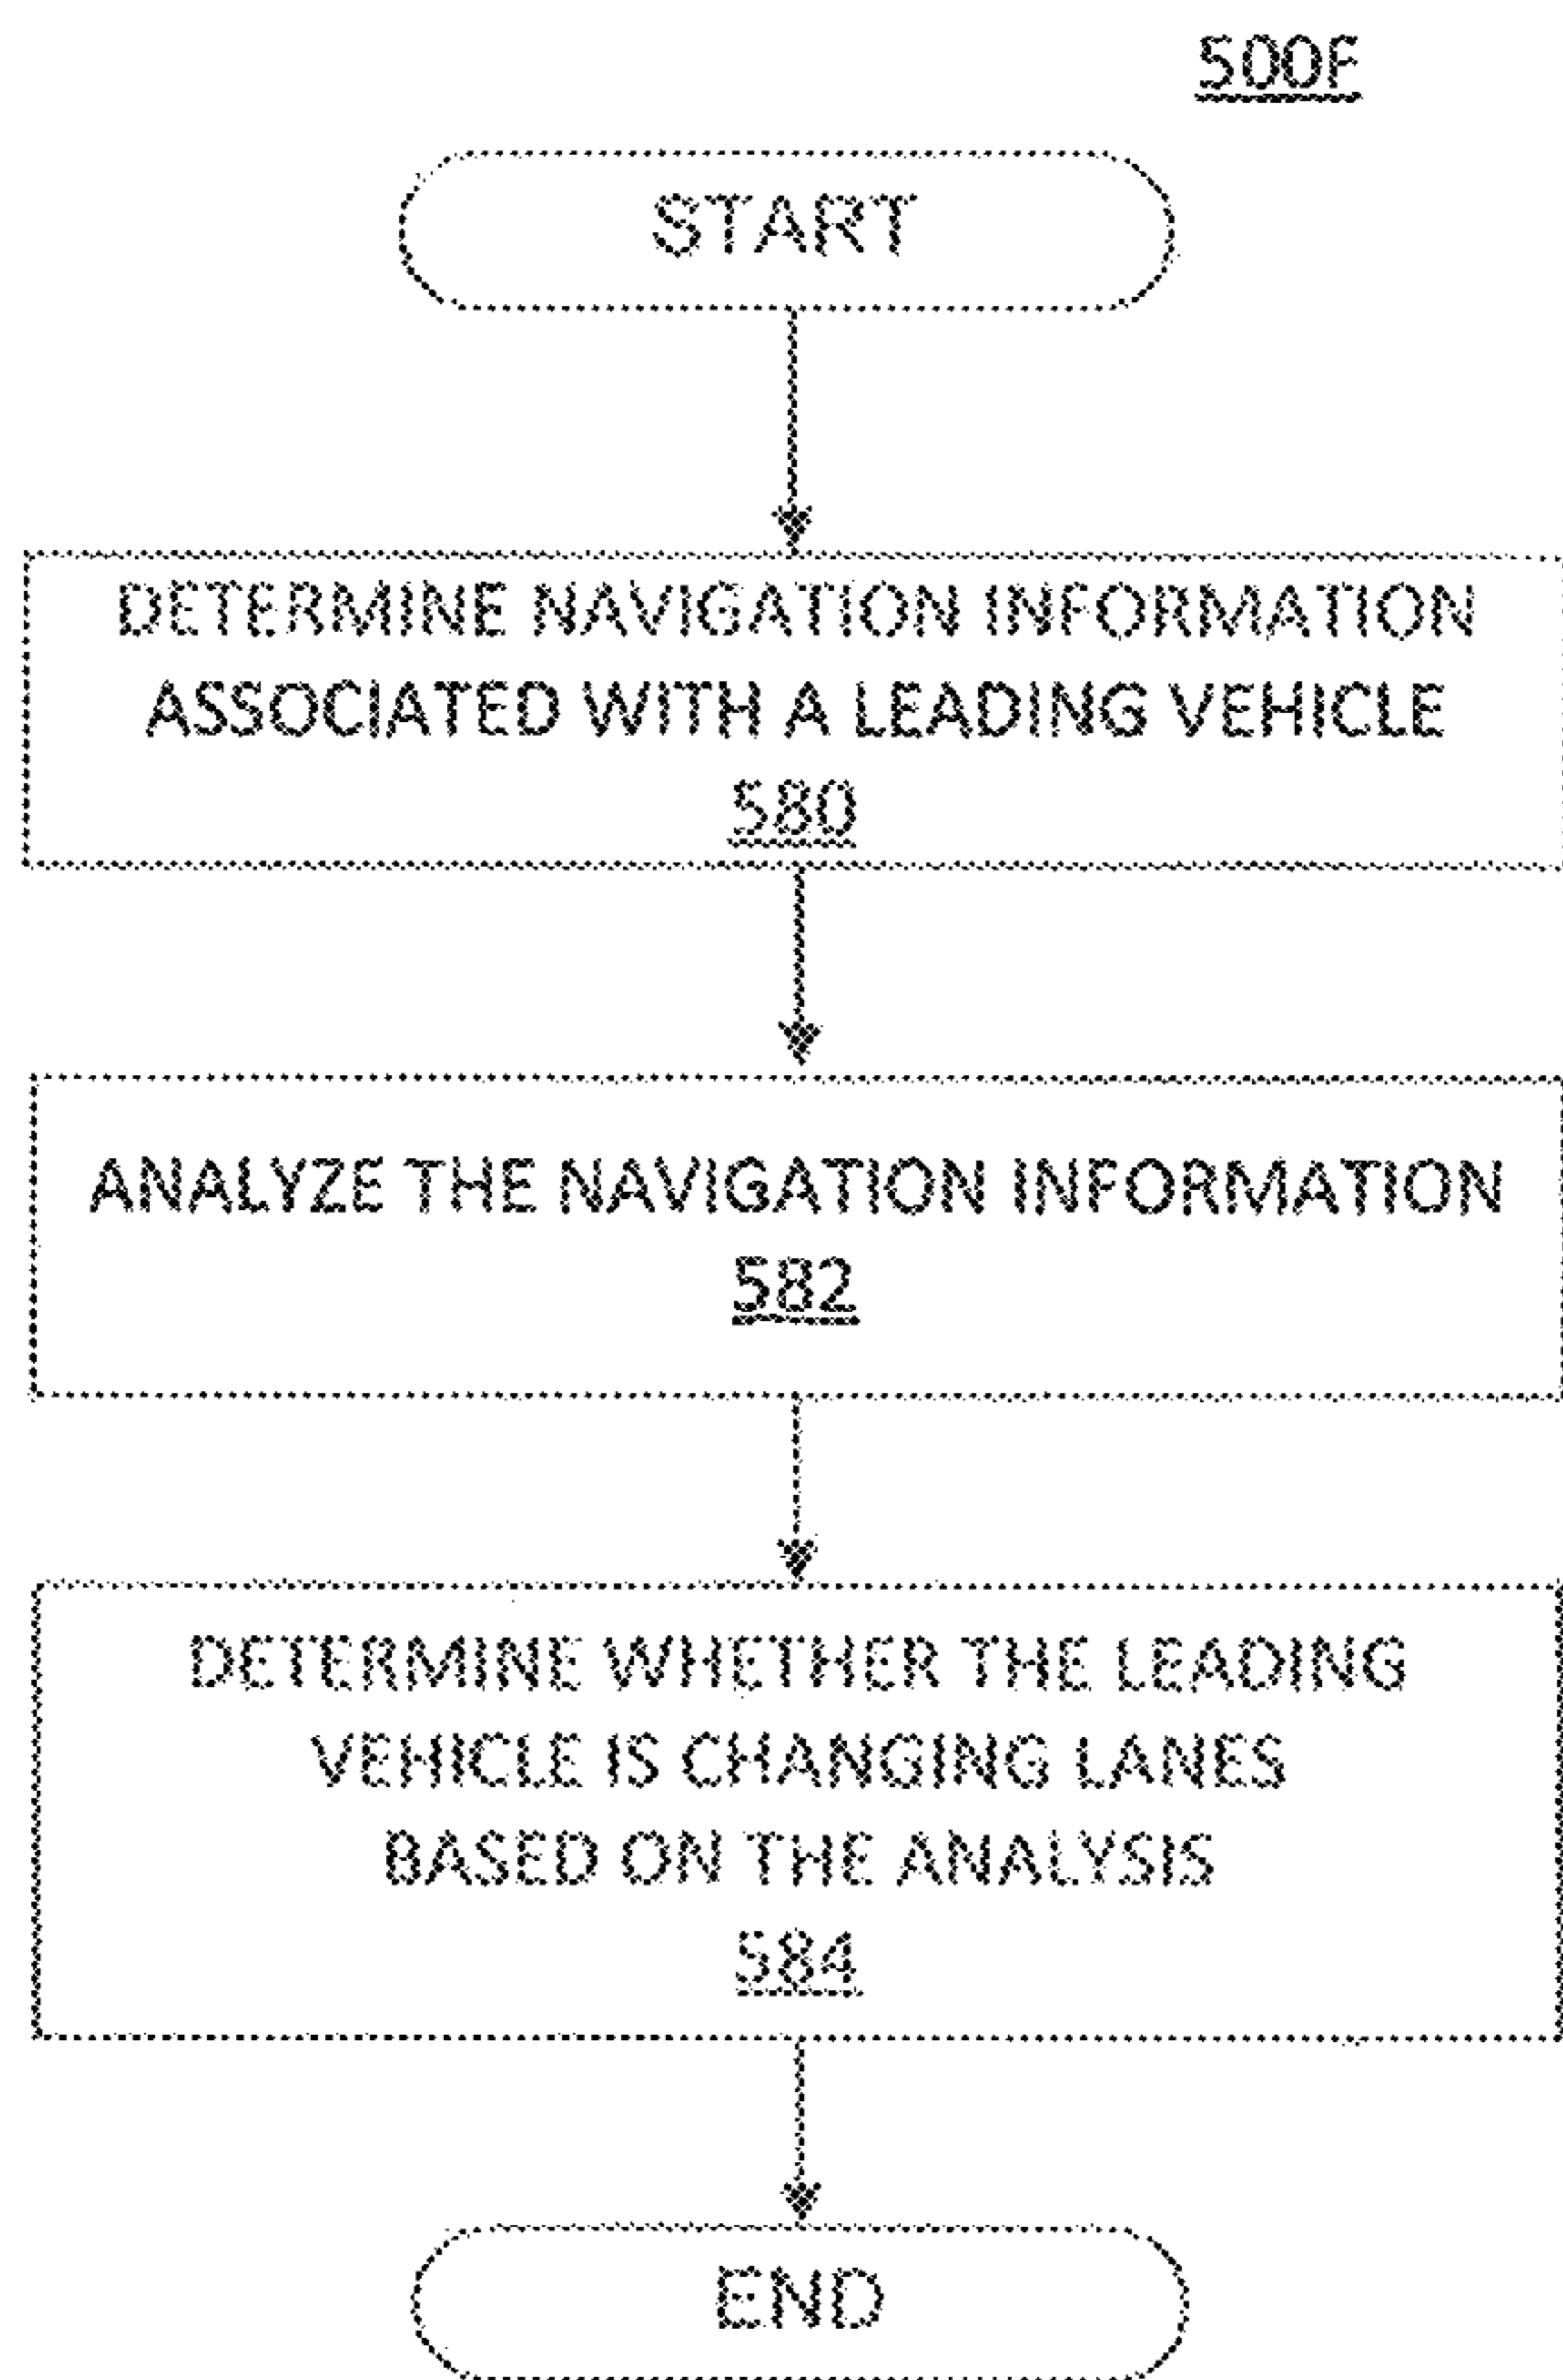 500F
START
DETERMINE NAVIGATION INFORMATION
ASSOCIATED WITH A LEADING VEHICLE
580
ANALYZE THE NAVIGATION INFORMATION
582
DETERMINE WHETHER THE LEADING
VEHICLE IS CHANGING LANES
BASED ON THE ANALYSIS
584
END